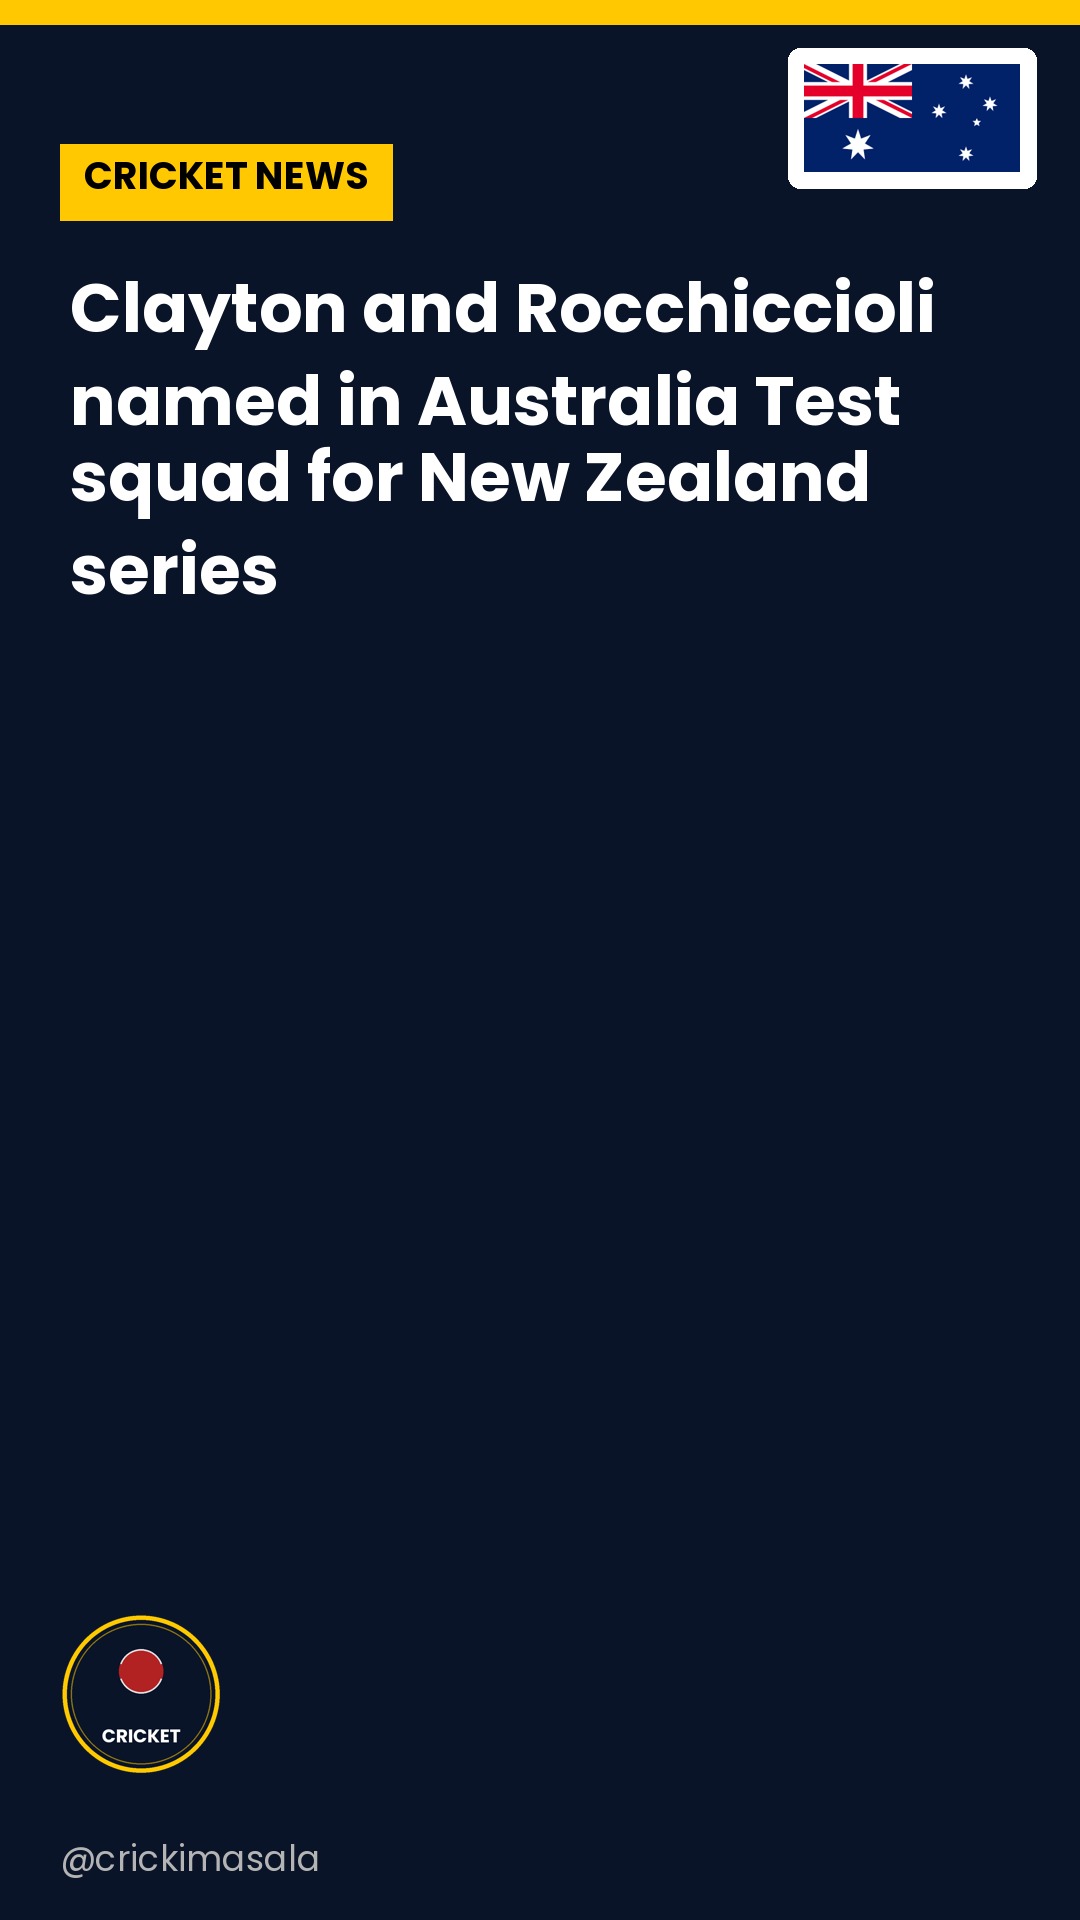 CRICKET NEWS
Clayton and Rocchiccioli
named in Australia Test
squad for New Zealand
series
CRICKET
@crickimasala